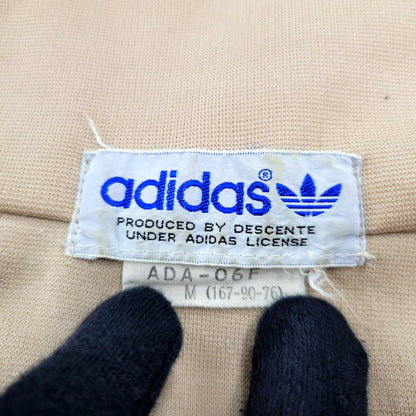 adidas®
PRODUCED BY DESCENTE
UNDER ADIDAS LICENSE
ADA-06F
M (167-90-76)